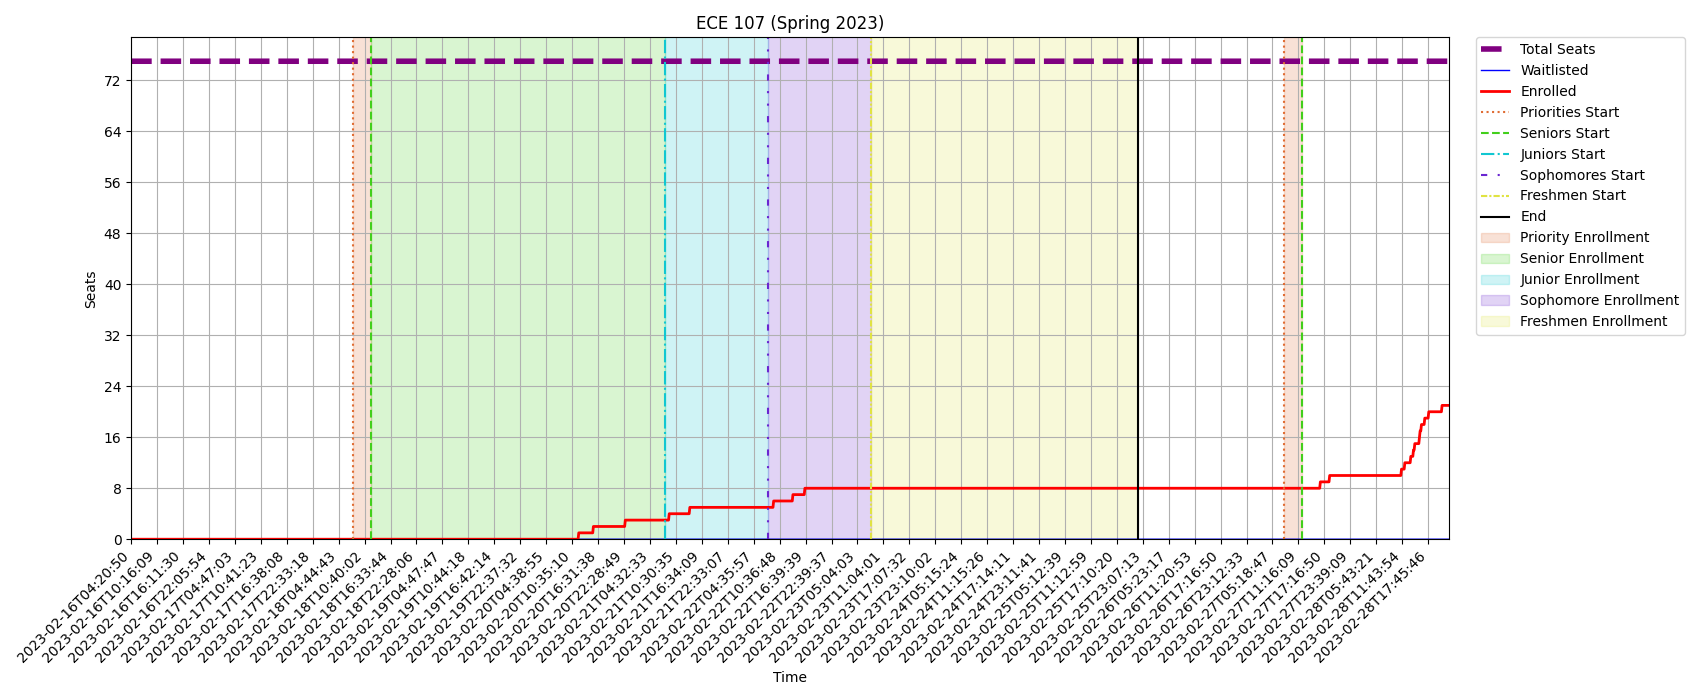 ECE 107 (Spring 2023)
Seats
72
64
56
48
40
32
24
16
8
0
2023-02-16T04:20:50
2023-02-16T10:16:09
2023-02-16T16:11:30
2023-02-16T22:05:54
2023-02-17T04:47:03
2023-02-17T10:41:23
2023-02-17T16:38:08
2023-02-17T22:33:18
2023-02-18T04:44:43
2023-02-18T10:40:02
2023-02-18T16:33:44
2023-02-18T22:28:06
2023-02-19T04:47:47
2023-02-19T10:44:18
2023-02-19T16:42:14
2023-02-19T22:37:32
2023-02-20T04:38:55
2023-02-20T10:35:10
2023-02-20T16:31:38
2023-02-20T22:28:49
2023-02-21T04:32:33
2023-02-21T10:30:35
2023-02-21T16:34:09
2023-02-21T22:33:07
2023-02-22T04:35:57
2023-02-22T10:36:48
2023-02-22T16:39:39
2023-02-22T22:39:37
2023-02-23T05:04:03
2023-02-23T11:04:01
2023-02-23T17:07:32
2023-02-23T23:10:02
2023-02-24T05:15:24
2023-02-24T11:15:26
2023-02-24T17:14:11
2023-02-24T23:11:41
2023-02-25T05:12:39
2023-02-25T11:12:59
2023-02-25T17:10:20
2023-02-25T23:07:13
2023-02-26T05:23:17
2023-02-26T11:20:53
2023-02-26T17:16:50
2023-02-26T23:12:33
2023-02-27T05:18:47
2023-02-27T11:16:09
2023-02-27T17:16:50
2023-02-27T23:39:09
2023-02-28T05:43:21
2023-02-28T11:43:54
2023-02-28T17:45:46
Time
Total Seats
Waitlisted
Enrolled
Priorities Start
Seniors Start
Juniors Start
Sophomores Start
Freshmen Start
End
Priority Enrollment
Senior Enrollment
Junior Enrollment
Sophomore Enrollment
Freshmen Enrollment